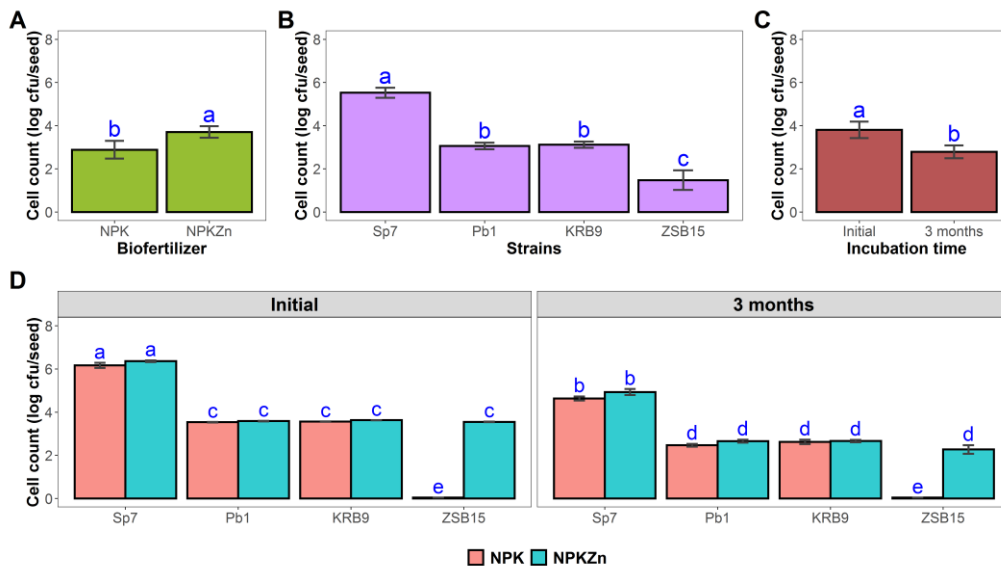 A
Cell count (log cfu/seed)
8
6
4
2
0
b
a
NPK
NPKZn
Biofertilizer
B
Cell count (log cfu/seed)
8
6
4
2
0
a
b
b
c
Sp7
Pb1
KRB9
ZSB15
Strains
C
Cell count (log cfu/seed)
8
6
4
2
0
a
b
Initial
3 months
Incubation time
D
Initial
3 months
Cell count (log cfu/seed)
8
6
4
2
0
a a c c c c e c
b b d d d d e d
Sp7 Pb1 KRB9 ZSB15
Sp7 Pb1 KRB9 ZSB15
NPK NPKZn